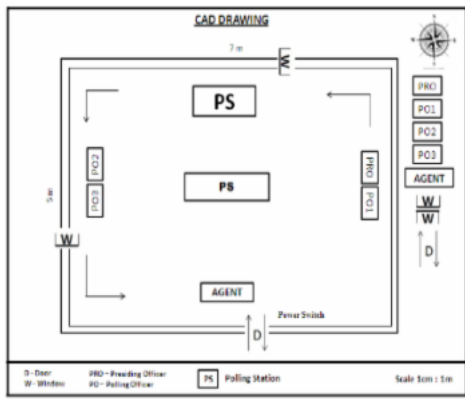 CAD DRAWING
7 m
W
PRO
PS
PO1
PO2
PO3
PO2
PO3
PS
PRO
PO1
AGENT
5 m
W
W
W
AGENT
D
Power Switch
D
D - Door
W - Window
PRO - Presiding Officer
PO - Polling Officer
PS
Polling Station
Scale 1cm : 1m